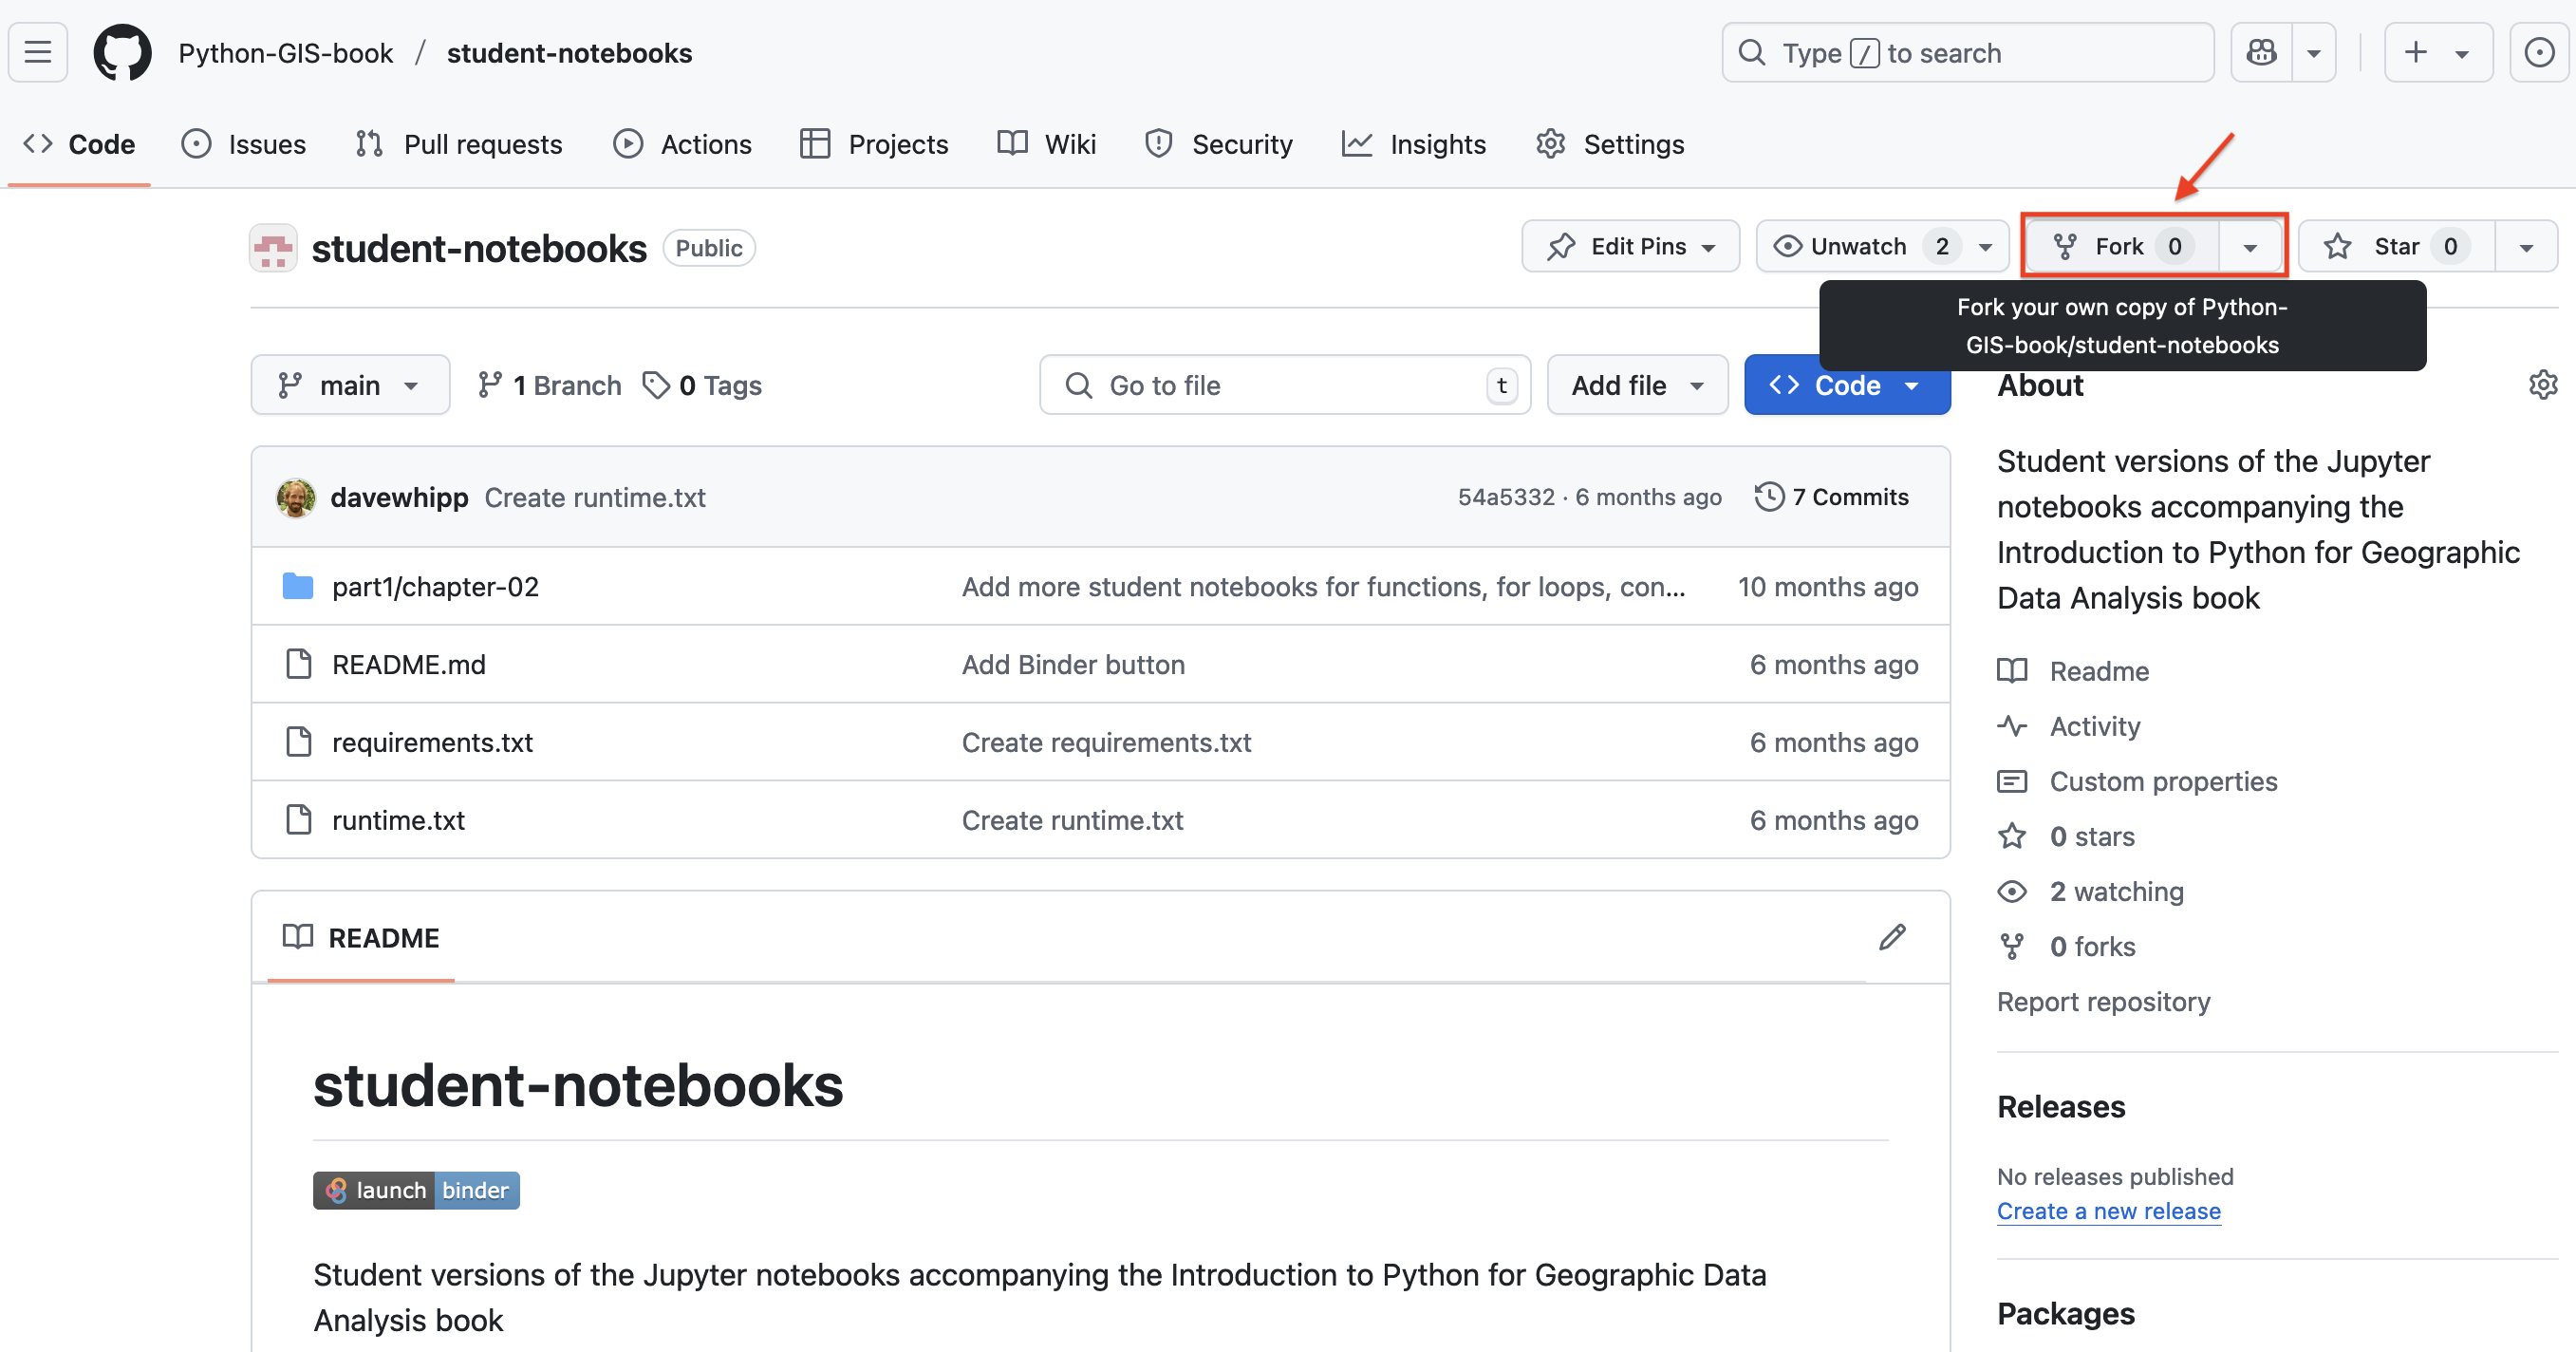 Python-GIS-book / student-notebooks
Type / to search
Code
Issues
Pull requests
Actions
Projects
Wiki
Security
Insights
Settings
student-notebooks Public
Edit Pins
Unwatch 2
Fork 0
Star 0
Fork your own copy of Python-
GIS-book/student-notebooks
main
1 Branch
0 Tags
Go to file t
Add file
Code
davewhipp Create runtime.txt 54a5332 · 6 months ago 7 Commits
part1/chapter-02 Add more student notebooks for functions, for loops, con... 10 months ago
README.md Add Binder button 6 months ago
requirements.txt Create requirements.txt 6 months ago
runtime.txt Create runtime.txt 6 months ago
README
student-notebooks
launch binder
Student versions of the Jupyter notebooks accompanying the Introduction to Python for Geographic Data
Analysis book
About
Student versions of the Jupyter
notebooks accompanying the
Introduction to Python for Geographic
Data Analysis book
Readme
Activity
Custom properties
0 stars
2 watching
0 forks
Report repository
Releases
No releases published
Create a new release
Packages